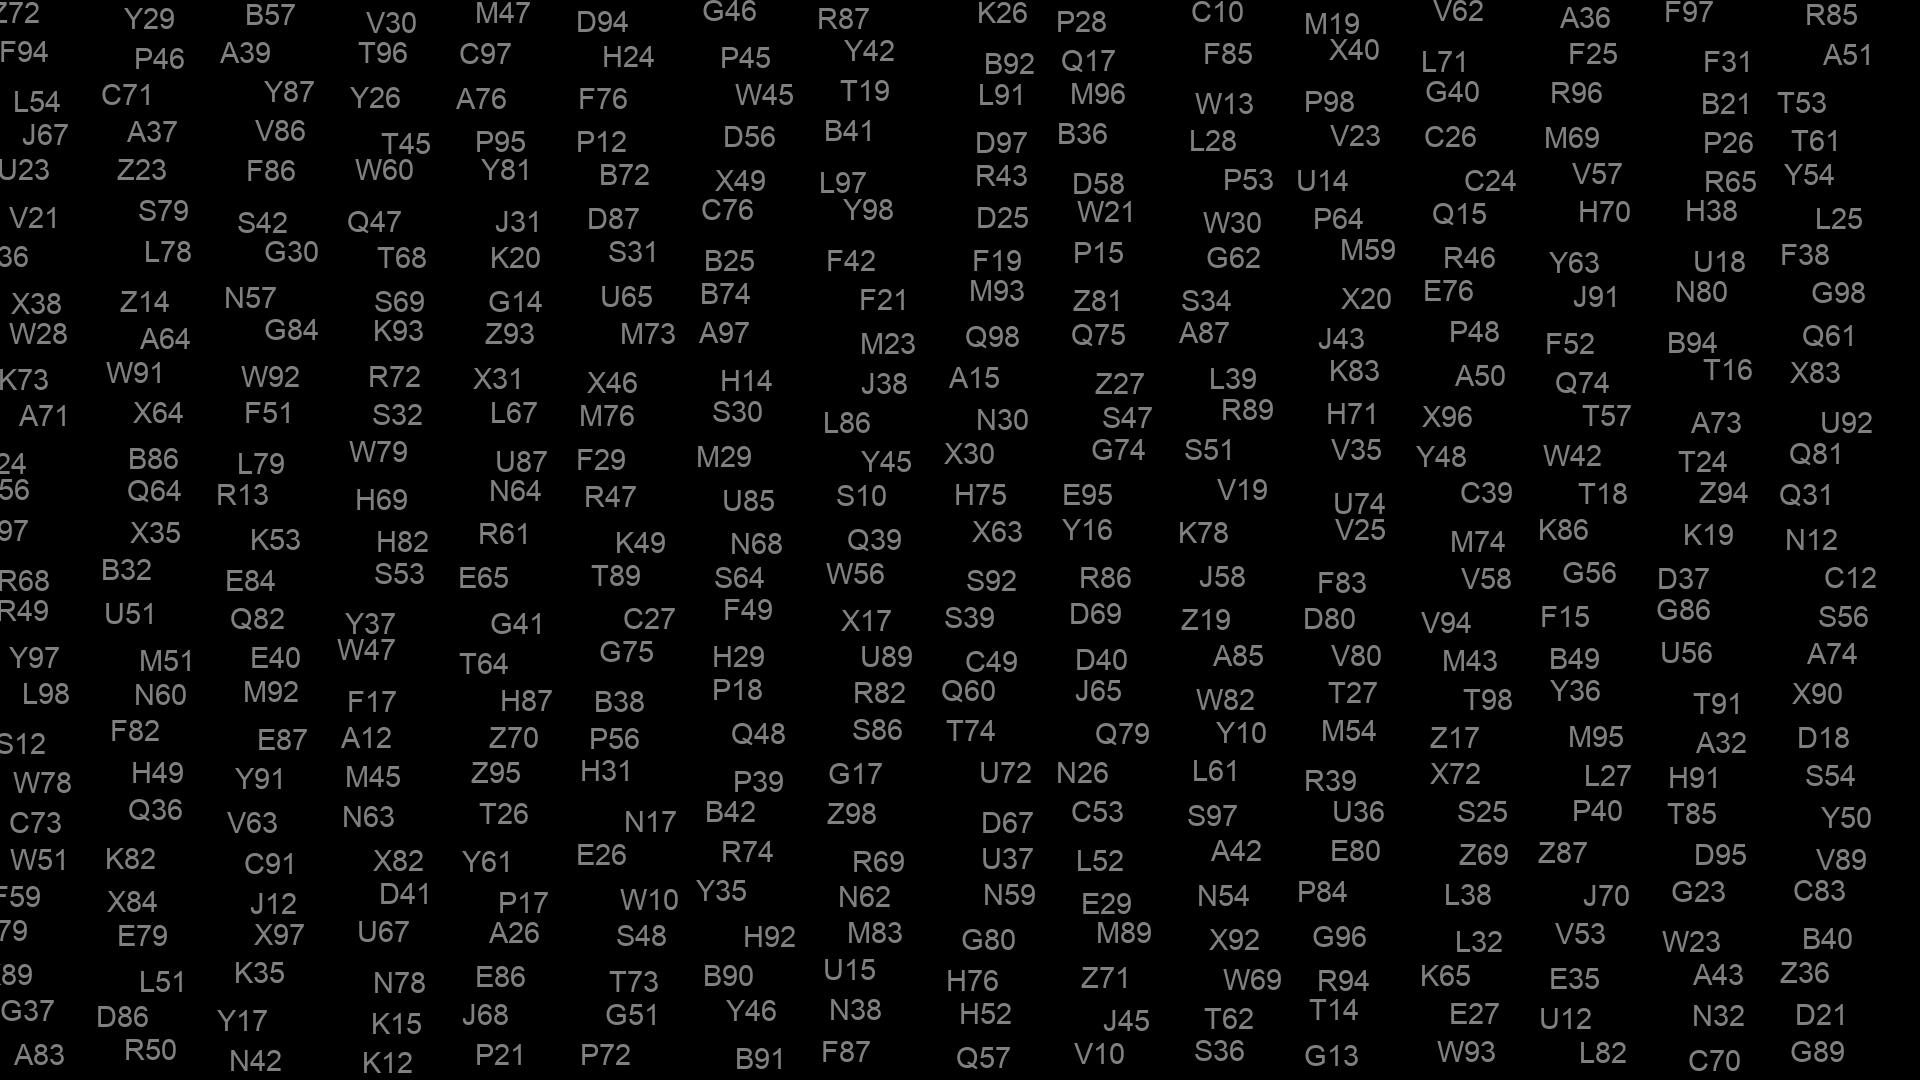 Z72 Y29 B57 V30 M47 D94 G46 R87 K26 P28 C10 M19 V62 A36 F97 R85
F94 P46 A39 T96 C97 H24 P45 Y42 B92 Q17 F85 X40 L71 F25 F31 A51
L54 C71 Y87 Y26 A76 F76 W45 T19 L91 M96 W13 P98 G40 R96 B21 T53
J67 A37 V86 T45 P95 P12 D56 B41 D97 B36 L28 V23 C26 M69 P26 T61
U23 Z23 F86 W60 Y81 B72 X49 L97 R43 D58 P53 U14 C24 V57 R65 Y54
V21 S79 S42 Q47 J31 D87 C76 Y98 D25 W21 W30 P64 Q15 H70 H38 L25
36 L78 G30 T68 K20 S31 B25 F42 F19 P15 G62 M59 R46 Y63 U18 F38
X38 Z14 N57 S69 G14 U65 B74 F21 M93 Z81 S34 X20 E76 J91 N80 G98
W28 A64 G84 K93 Z93 M73 A97 M23 Q98 Q75 A87 J43 P48 F52 B94 Q61
K73 W91 W92 R72 X31 X46 H14 J38 A15 Z27 L39 K83 A50 Q74 T16 X83
A71 X64 F51 S32 L67 M76 S30 L86 N30 S47 R89 H71 X96 T57 A73 U92
24 B86 L79 W79 U87 F29 M29 Y45 X30 G74 S51 V35 Y48 W42 T24 Q81
56 Q64 R13 H69 N64 R47 U85 S10 H75 E95 V19 U74 C39 T18 Z94 Q31
97 X35 K53 H82 R61 K49 N68 Q39 X63 Y16 K78 V25 M74 K86 K19 N12
R68 B32 E84 S53 E65 T89 S64 W56 S92 R86 J58 F83 V58 G56 D37 C12
R49 U51 Q82 Y37 G41 C27 F49 X17 S39 D69 Z19 D80 V94 F15 G86 S56
Y97 M51 E40 W47 T64 G75 H29 U89 C49 D40 A85 V80 M43 B49 U56 A74
L98 N60 M92 F17 H87 B38 P18 R82 Q60 J65 W82 T27 T98 Y36 T91 X90
S12 F82 E87 A12 Z70 P56 Q48 S86 T74 Q79 Y10 M54 Z17 M95 A32 D18
W78 H49 Y91 M45 Z95 H31 P39 G17 U72 N26 L61 R39 X72 L27 H91 S54
C73 Q36 V63 N63 T26 N17 B42 Z98 D67 C53 S97 U36 S25 P40 T85 Y50
W51 K82 C91 X82 Y61 E26 R74 R69 U37 L52 A42 E80 Z69 Z87 D95 V89
F59 X84 J12 D41 P17 W10 Y35 N62 N59 E29 N54 P84 L38 J70 G23 C83
79 E79 X97 U67 A26 S48 H92 M83 G80 M89 X92 G96 L32 V53 W23 B40
89 L51 K35 N78 E86 T73 B90 U15 H76 Z71 W69 R94 K65 E35 A43 Z36
G37 D86 Y17 K15 J68 G51 Y46 N38 H52 J45 T62 T14 E27 U12 N32 D21
A83 R50 N42 K12 P21 P72 B91 F87 Q57 V10 S36 G13 W93 L82 C70 G89